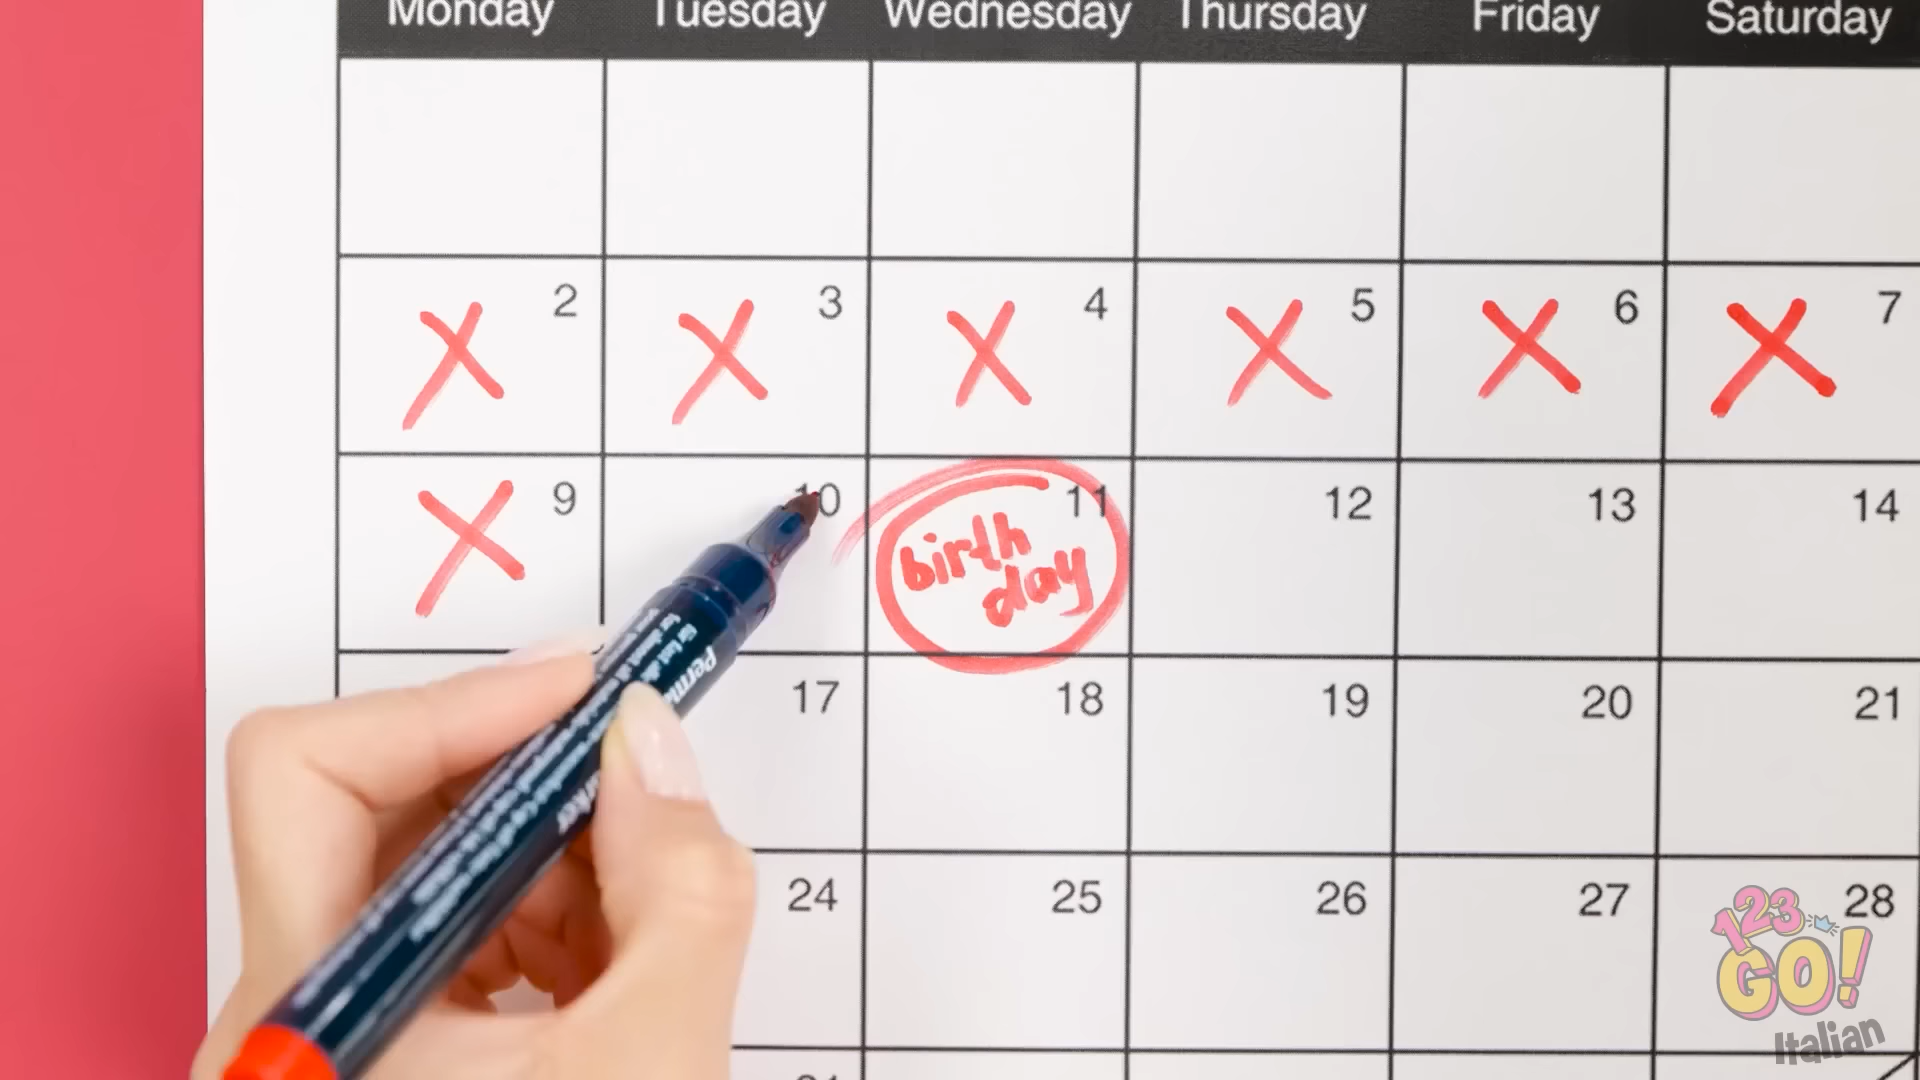 Monday Tuesday Wednesday Thursday Friday Saturday
2 3 4 5 6 7
9 10 11 12 13 14
birth
day
17 18 19 20 21
24 25 26 27 28
123
GO!
Italian